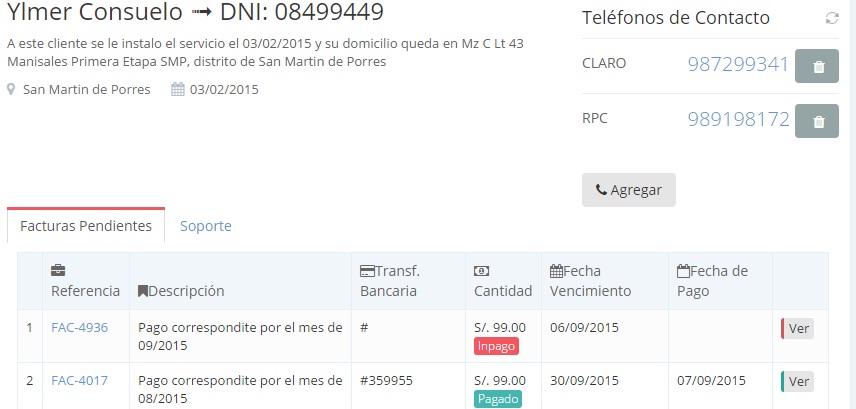 Ylmer Consuelo ➟ DNI: 08499449
A este cliente se le instalo el servicio el 03/02/2015 y su domicilio queda en Mz C Lt 43
Manisales Primera Etapa SMP, distrito de San Martin de Porres
San Martin de Porres 03/02/2015
Teléfonos de Contacto
CLARO 987299341
RPC 989198172
Agregar
Facturas Pendientes Soporte
Referencia Descripción Transf. Bancaria Cantidad Fecha Vencimiento Fecha de Pago
1 FAC-4936 Pago correspondite por el mes de # S/. 99.00 06/09/2015 Ver
09/2015 Inpago
2 FAC-4017 Pago correspondite por el mes de #359955 S/. 99.00 30/09/2015 07/09/2015 Ver
08/2015 Pagado